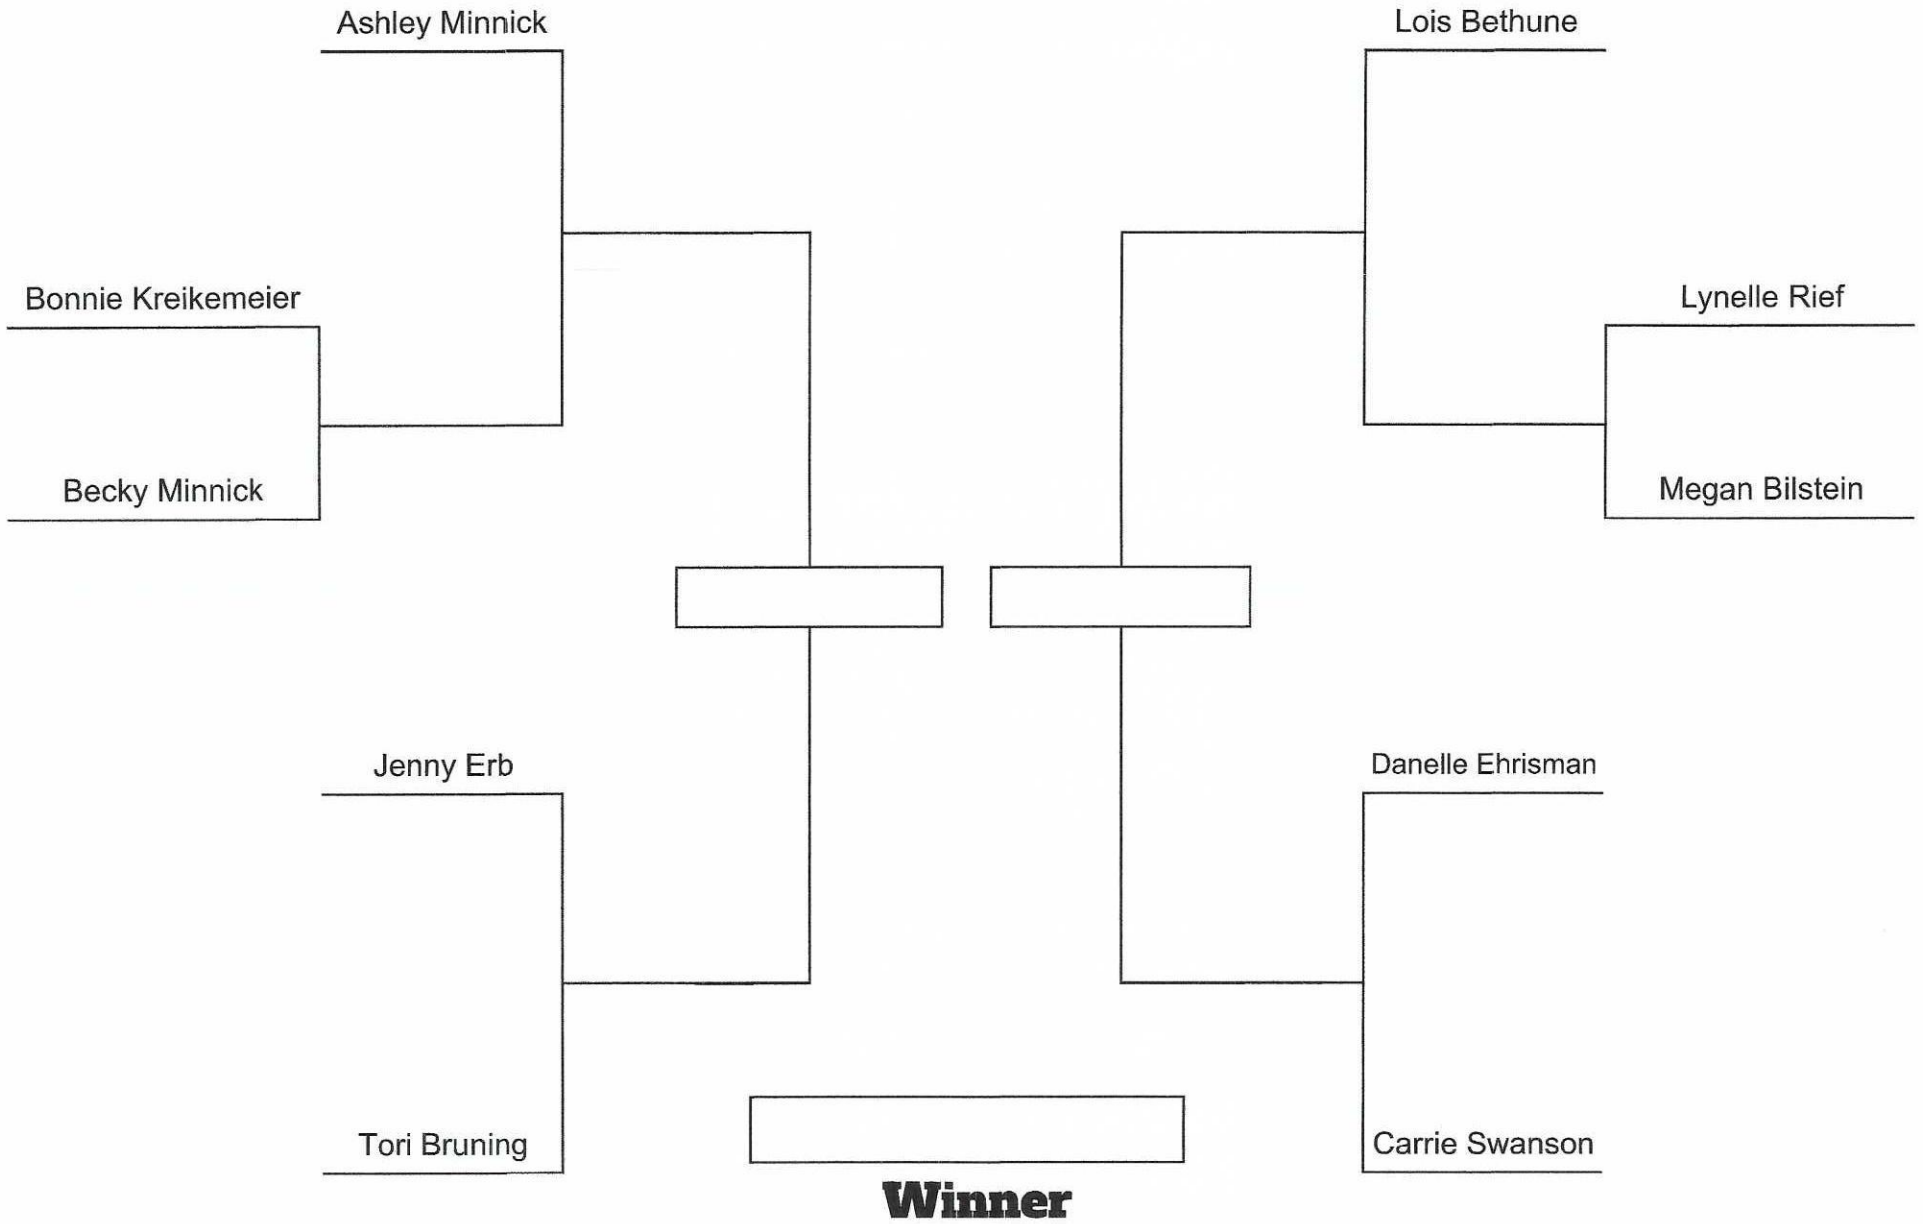 Ashley Minnick
Lois Bethune
Bonnie Kreikemeier
Lynelle Rief
Becky Minnick
Megan Bilstein
Jenny Erb
Danelle Ehrisman
Tori Bruning
Carrie Swanson
Winner